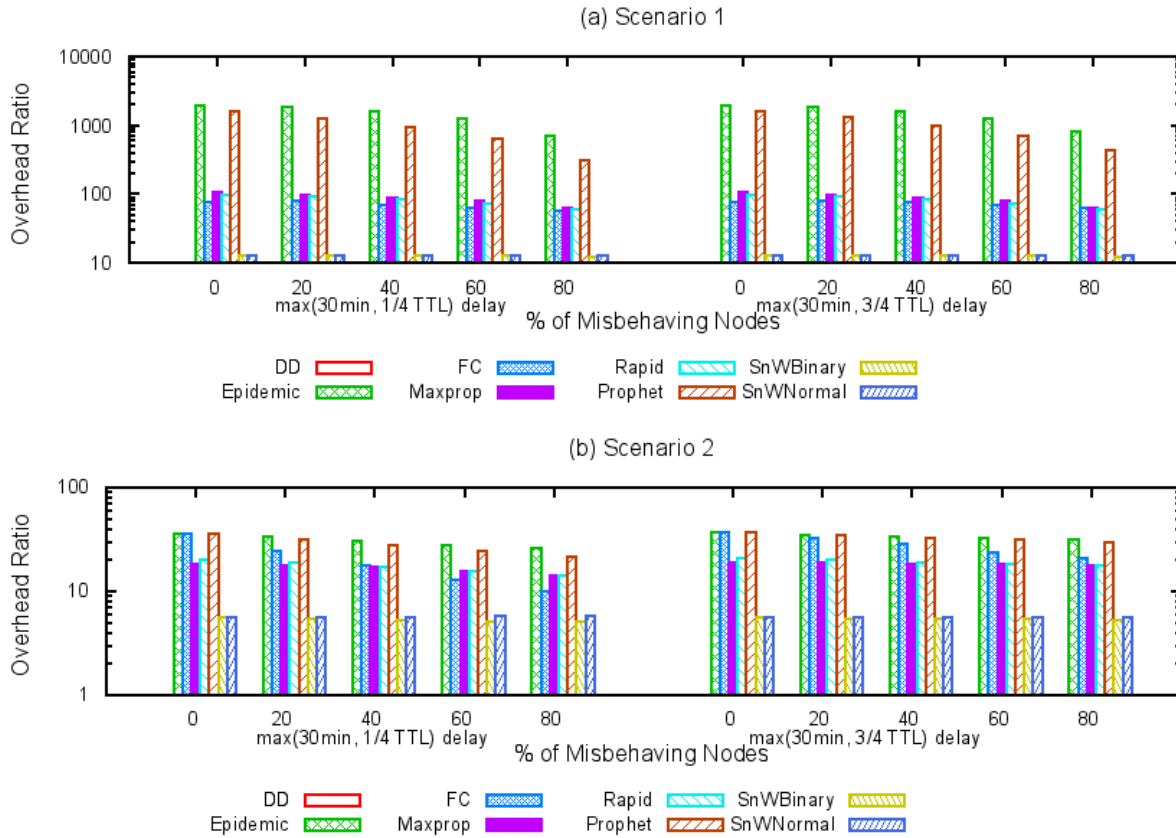 (a) Scenario 1
10000
1000
100
10
Overhead Ratio
0 20 40 60 80 0 20 40 60 80
max(30min, 1/4 TTL) delay max(30min, 3/4 TTL) delay
% of Misbehaving Nodes
DD FC Rapid SnWBinary
Epidemic Maxprop Prophet SnWNormal
(b) Scenario 2
100
10
1
Overhead Ratio
0 20 40 60 80 0 20 40 60 80
max(30min, 1/4 TTL) delay max(30min, 3/4 TTL) delay
% of Misbehaving Nodes
DD FC Rapid SnWBinary
Epidemic Maxprop Prophet SnWNormal